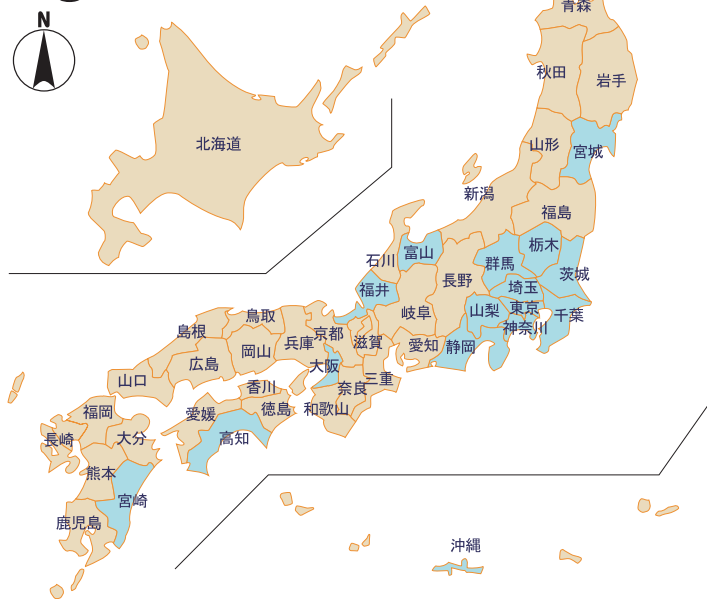 N
青森
秋田
岩手
北海道
山形
宮城
新潟
福島
富山
石川
栃木
群馬
茨城
長野
福井
埼玉
岐阜
山梨
東京
千葉
鳥取
神奈川
島根
京都
兵庫
滋賀
愛知
静岡
岡山
広島
大阪
三重
山口
香川
奈良
福岡
愛媛
徳島
和歌山
長崎
大分
高知
熊本
宮崎
鹿児島
沖縄